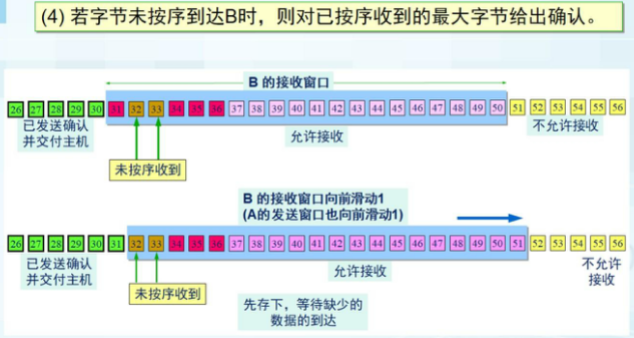 (4) 若字节未按序到达B时，则对已按序收到的最大字节给出确认。
B 的接收窗口
26 27 28 29 30 31 32 33 34 35 36 37 38 39 40 41 42 43 44 45 46 47 48 49 50 51 52 53 54 55 56
已发送确认
并交付主机
允许接收
不允许接收
未按序收到
B 的接收窗口向前滑动1
(A的发送窗口也向前滑动1)
26 27 28 29 30 31 32 33 34 35 36 37 38 39 40 41 42 43 44 45 46 47 48 49 50 51 52 53 54 55 56
已发送确认
并交付主机
允许接收
不允许
接收
未按序收到
先存下，等待缺少的
数据的到达